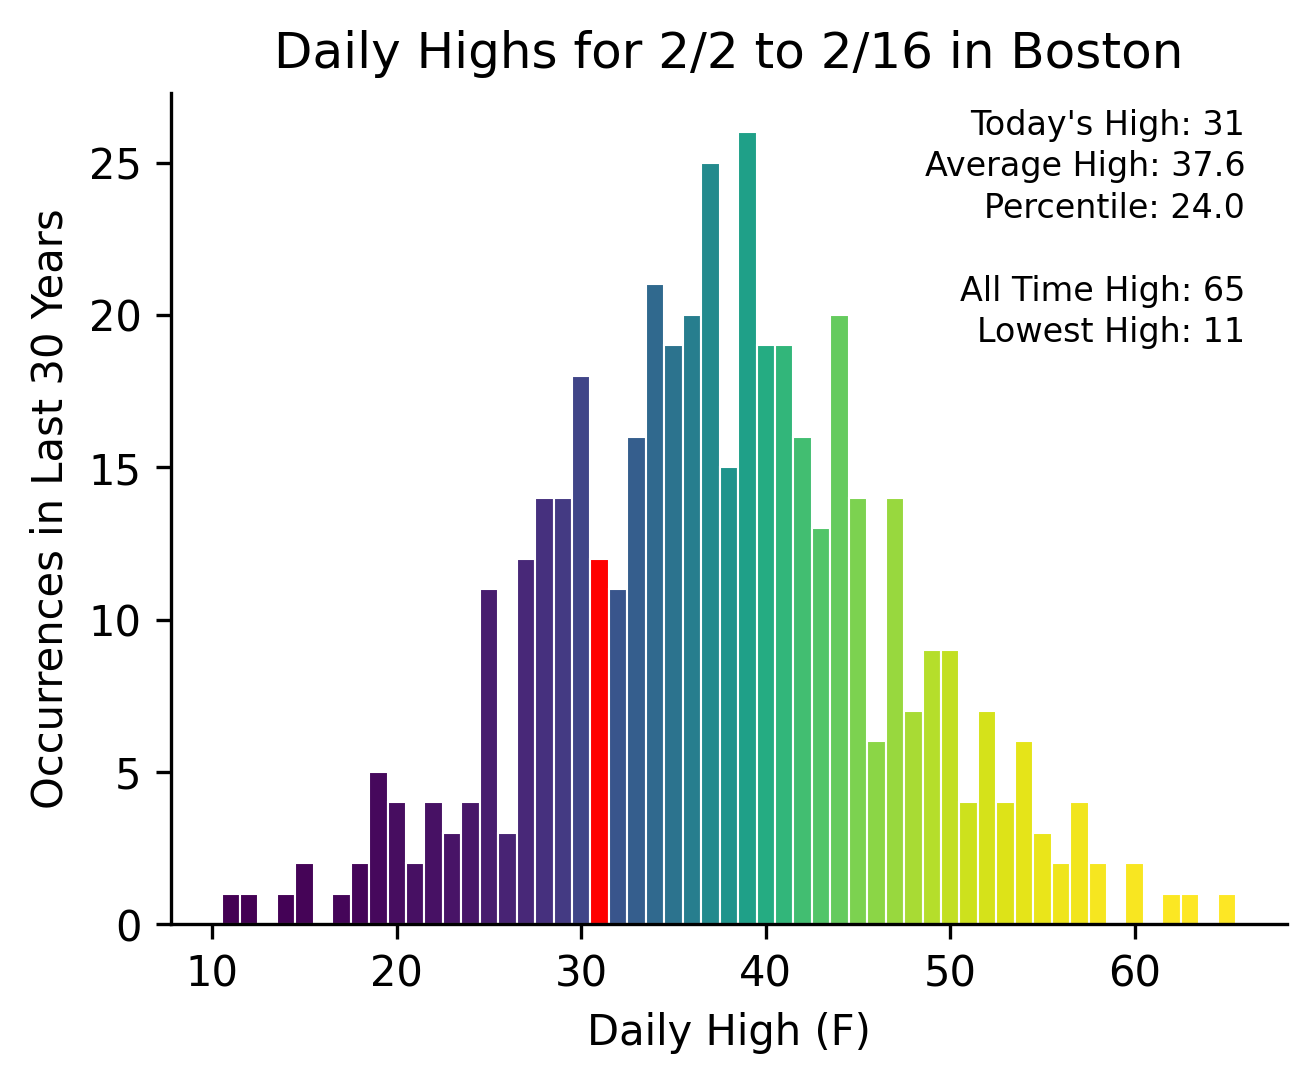 Daily Highs for 2/2 to 2/16 in Boston
Today's High: 31
Average High: 37.6
Percentile: 24.0
All Time High: 65
Lowest High: 11
Occurrences in Last 30 Years
25
20
15
10
5
0
10 20 30 40 50 60
Daily High (F)